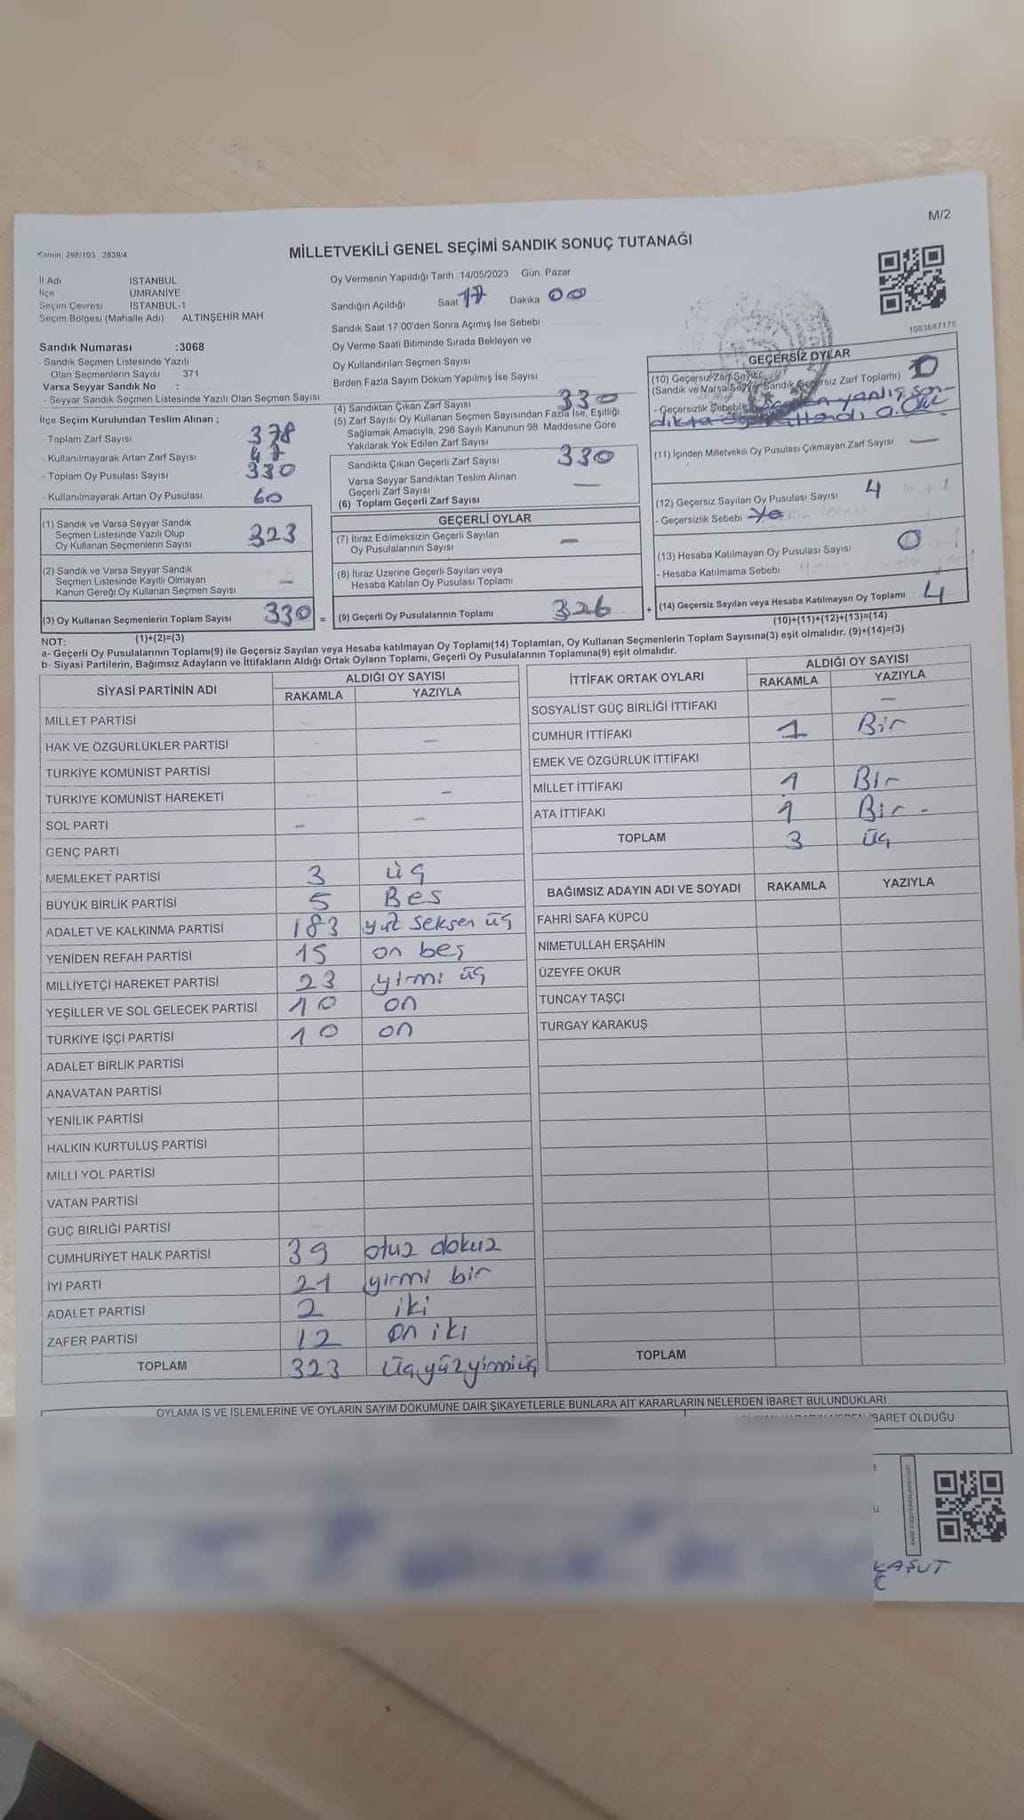 M/2
Kanun: 298/105 2839/4
MİLLETVEKİLİ GENEL SEÇİMİ SANDIK SONUÇ TUTANAĞI
İl Adı İSTANBUL
İlçe ÜMRANİYE
Seçim Çevresi İSTANBUL-1
Seçim Bölgesi (Mahalle Adı) ALTINŞEHİR MAH
Sandık Numarası :3068
- Sandık Seçmen Listesinde Yazılı
Olan Seçmenlerin Sayısı 371
Varsa Seyyar Sandık No :
- Seyyar Sandık Seçmen Listesinde Yazılı Olan Seçmen Sayısı
Oy Vermenin Yapıldığı Tarih :14/05/2023 Gün: Pazar
Sandığın Açıldığı Saat 17 Dakika 00
Sandık Saat 17 00'den Sonra Açımış İse Sebebi
Oy Verme Saati Bitiminde Sırada Bekleyen ve
Oy Kullandırılan Seçmen Sayısı
Birden Fazla Sayım Döküm Yapılmış İse Sayısı
1083687178
İlçe Seçim Kurulundan Teslim Alınan ;
- Toplam Zarf Sayısı 378
- Kullanılmayarak Artan Zarf Sayısı 47
- Toplam Oy Pusulası Sayısı 330
- Kullanılmayarak Artan Oy Pusulası 60
(1) Sandık ve Varsa Seyyar Sandık
Seçmen Listesinde Yazılı Olup
Oy Kullanan Seçmenlerin Sayısı 323
(2) Sandık ve Varsa Seyyar Sandık
Seçmen Listesinde Kayıtlı Olmayan
Kanun Gereği Oy Kullanan Seçmen Sayısı –
(3) Oy Kullanan Seçmenlerin Toplam Sayısı 330 =
(1)+(2)=(3)
(4) Sandıktan Çıkan Zarf Sayısı 330
(5) Zarf Sayısı Oy Kullanan Seçmen Sayısından Fazla İse, Eşitliği
Sağlamak Amacıyla, 298 Sayılı Kanunun 98. Maddesine Göre
Yakılarak Yok Edilen Zarf Sayısı
Sandıkta Çıkan Geçerli Zarf Sayısı 330
Varsa Seyyar Sandıktan Teslim Alınan
Geçerli Zarf Sayısı –
(6) Toplam Geçerli Zarf Sayısı
GEÇERLİ OYLAR
(7) İtiraz Edilmeksizin Geçerli Sayılan
Oy Pusulalarının Sayısı –
(8) İtiraz Üzerine Geçerli Sayılan veya
Hesaba Katılan Oy Pusulası Toplamı
(9) Geçerli Oy Pusulalarının Toplamı 326 +
GEÇERSİZ OYLAR
(10) Geçersiz Zarf Sayısı 0
(Sandık ve Varsa Seyyar Sandık Geçersiz Zarf Toplamı)
- Geçersizlik Sebebi yanlış san-
dıkta
(11) İçinden Milletvekili Oy Pusulası Çıkmayan Zarf Sayısı –
(12) Geçersiz Sayılan Oy Pusulası Sayısı 4
- Geçersizlik Sebebi
(13) Hesaba Katılmayan Oy Pusulası Sayısı 0
- Hesaba Katılmama Sebebi
(14) Geçersiz Sayılan veya Hesaba Katılmayan Oy Toplamı 4
(10)+(11)+(12)+(13)=(14)
NOT:
a- Geçerli Oy Pusulalarının Toplamı(9) ile Geçersiz Sayılan veya Hesaba katılmayan Oy Toplamı(14) Toplamları, Oy Kullanan Seçmenlerin Toplam Sayısına(3) eşit olmalıdır. (9)+(14)=(3)
b- Siyasi Partilerin, Bağımsız Adayların ve İttifakların Aldığı Ortak Oyların Toplamı, Geçerli Oy Pusulalarının Toplamına(9) eşit olmalıdır.
SİYASİ PARTİNİN ADI ALDIĞI OY SAYISI
RAKAMLA YAZIYLA
MİLLET PARTİSİ –
HAK VE ÖZGÜRLÜKLER PARTİSİ – –
TÜRKİYE KOMÜNİST PARTİSİ
TÜRKİYE KOMÜNİST HAREKETİ – –
SOL PARTİ – –
GENÇ PARTİ
MEMLEKET PARTİSİ 3 üç
BÜYÜK BİRLİK PARTİSİ 5 Bes
ADALET VE KALKINMA PARTİSİ 183 yüz seksen üç
YENİDEN REFAH PARTİSİ 15 on beş
MİLLİYETÇİ HAREKET PARTİSİ 23 yirmi üç
YEŞİLLER VE SOL GELECEK PARTİSİ 10 on
TÜRKİYE İŞÇİ PARTİSİ 10 on
ADALET BİRLİK PARTİSİ
ANAVATAN PARTİSİ
YENİLİK PARTİSİ
HALKIN KURTULUŞ PARTİSİ
MİLLİ YOL PARTİSİ
VATAN PARTİSİ
GÜÇ BİRLİĞİ PARTİSİ
CUMHURİYET HALK PARTİSİ 39 otuz dokuz
İYİ PARTİ 21 yirmi bir
ADALET PARTİSİ 2 iki
ZAFER PARTİSİ 12 on iki
TOPLAM 323 üçyüzyirmiüç
İTTİFAK ORTAK OYLARI ALDIĞI OY SAYISI
RAKAMLA YAZIYLA
SOSYALİST GÜÇ BİRLİĞİ İTTİFAKI –
CUMHUR İTTİFAKI 1 Bir
EMEK VE ÖZGÜRLÜK İTTİFAKI
MİLLET İTTİFAKI 1 Bir
ATA İTTİFAKI 1 Bir -
TOPLAM 3 üç
BAĞIMSIZ ADAYIN ADI VE SOYADI RAKAMLA YAZIYLA
FAHRİ SAFA KÜPCÜ
NİMETULLAH ERŞAHİN
ÜZEYFE OKUR
TUNCAY TAŞÇI
TURGAY KARAKUŞ
TOPLAM
OYLAMA İŞ VE İŞLEMLERİNE VE OYLARIN SAYIM DÖKÜMÜNE DAİR ŞİKAYETLERLE BUNLARA AİT KARARLARIN NELERDEN İBARET BULUNDUKLARI
İBARET OLDUĞU